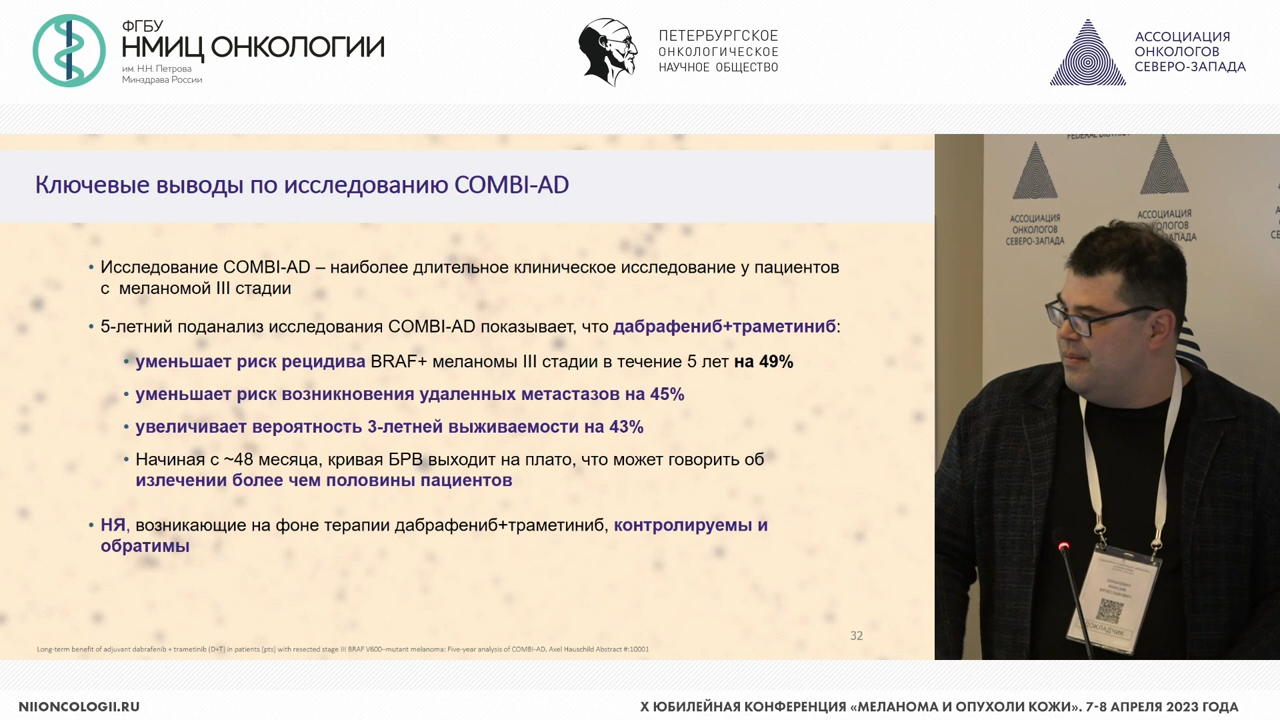 ФГБУ
НМИЦ ОНКОЛОГИИ
им. Н.Н. Петрова
Минздрава России
ПЕТЕРБУРГСКОЕ
ОНКОЛОГИЧЕСКОЕ
НАУЧНОЕ ОБЩЕСТВО
АССОЦИАЦИЯ
ОНКОЛОГОВ
СЕВЕРО-ЗАПАДА
Ключевые выводы по исследованию COMBI-AD
• Исследование COMBI-AD – наиболее длительное клиническое исследование у пациентов
с меланомой III стадии
• 5-летний поданализ исследования COMBI-AD показывает, что дабрафениб+траметиниб:
• уменьшает риск рецидива BRAF+ меланомы III стадии в течение 5 лет на 49%
• уменьшает риск возникновения удаленных метастазов на 45%
• увеличивает вероятность 3-летней выживаемости на 43%
• Начиная с ~48 месяца, кривая БРВ выходит на плато, что может говорить об
излечении более чем половины пациентов
• НЯ, возникающие на фоне терапии дабрафениб+траметиниб, контролируемы и
обратимы
32
Long-term benefit of adjuvant dabrafenib + trametinib (D+T) in patients (pts) with resected stage III BRAF V600–mutant melanoma: Five-year analysis of COMBI-AD, Axel Hauschild Abstract #:10001
FEDERAL DISTRICT
АССОЦИАЦИЯ
ОНКОЛОГОВ
СЕВЕРО-ЗАПАДА
АССОЦИАЦИЯ
ОНКОЛОГОВ
ДОКЛАДЧИК
NIIONCOLOGII.RU
X ЮБИЛЕЙНАЯ КОНФЕРЕНЦИЯ «МЕЛАНОМА И ОПУХОЛИ КОЖИ». 7-8 АПРЕЛЯ 2023 ГОДА